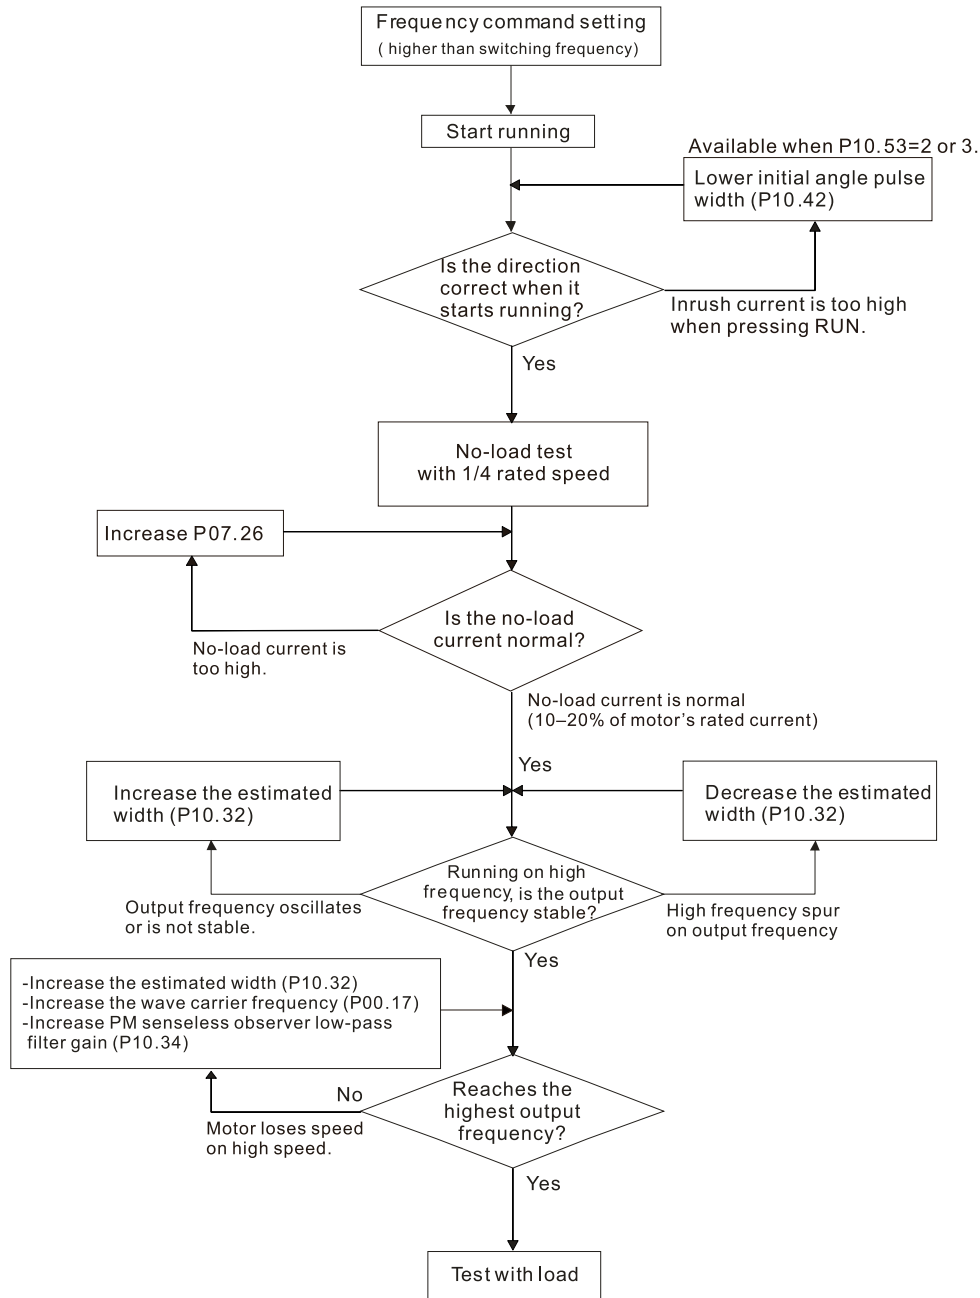 Frequency command setting
( higher than switching frequency)
Start running
Available when P10.53=2 or 3.
Lower initial angle pulse
width (P10.42)
Is the direction
correct when it
starts running?
Inrush current is too high
when pressing RUN.
Yes
No-load test
with 1/4 rated speed
Increase P07.26
Is the no-load
current normal?
No-load current is
too high.
No-load current is normal
(10–20% of motor's rated current)
Yes
Increase the estimated
width (P10.32)
Decrease the estimated
width (P10.32)
Running on high
frequency, is the output
frequency stable?
Output frequency oscillates
or is not stable.
High frequency spur
on output frequency
Yes
-Increase the estimated width (P10.32)
-Increase the wave carrier frequency (P00.17)
-Increase PM senseless observer low-pass
filter gain (P10.34)
No
Reaches the
highest output
frequency?
Motor loses speed
on high speed.
Yes
Test with load